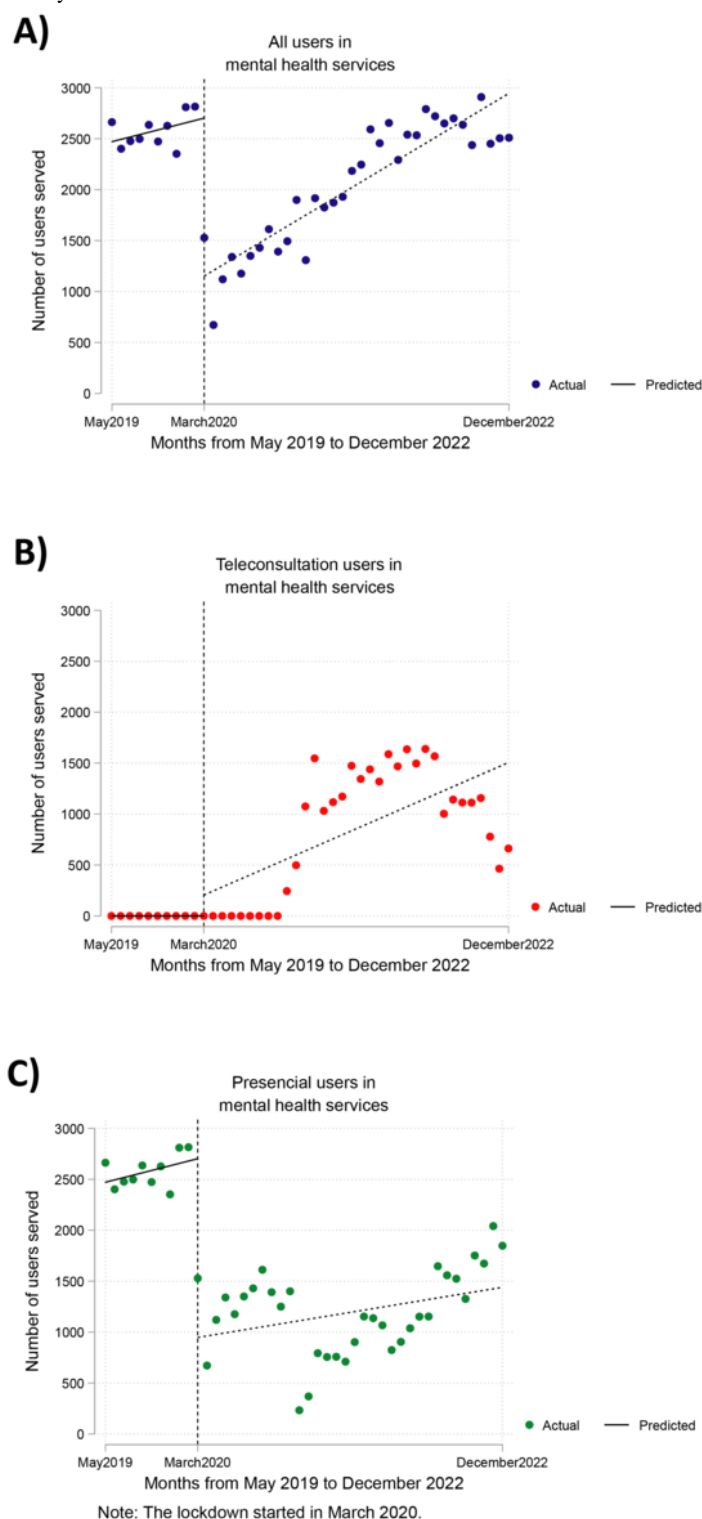 A)
All users in
mental health services
3000
2500
2000
1500
1000
500
0
Number of users served
Actual
Predicted
May2019
March2020
December2022
Months from May 2019 to December 2022
B)
Teleconsultation users in
mental health services
3000
2500
2000
1500
1000
500
0
Number of users served
Actual
Predicted
May2019
March2020
December2022
Months from May 2019 to December 2022
C)
Presencial users in
mental health services
3000
2500
2000
1500
1000
500
0
Number of users served
Actual
Predicted
May2019
March2020
December2022
Months from May 2019 to December 2022
Note: The lockdown started in March 2020.